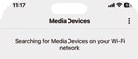 11:17
Media Devices
Searching for Media Devices on your Wi-Fi
network